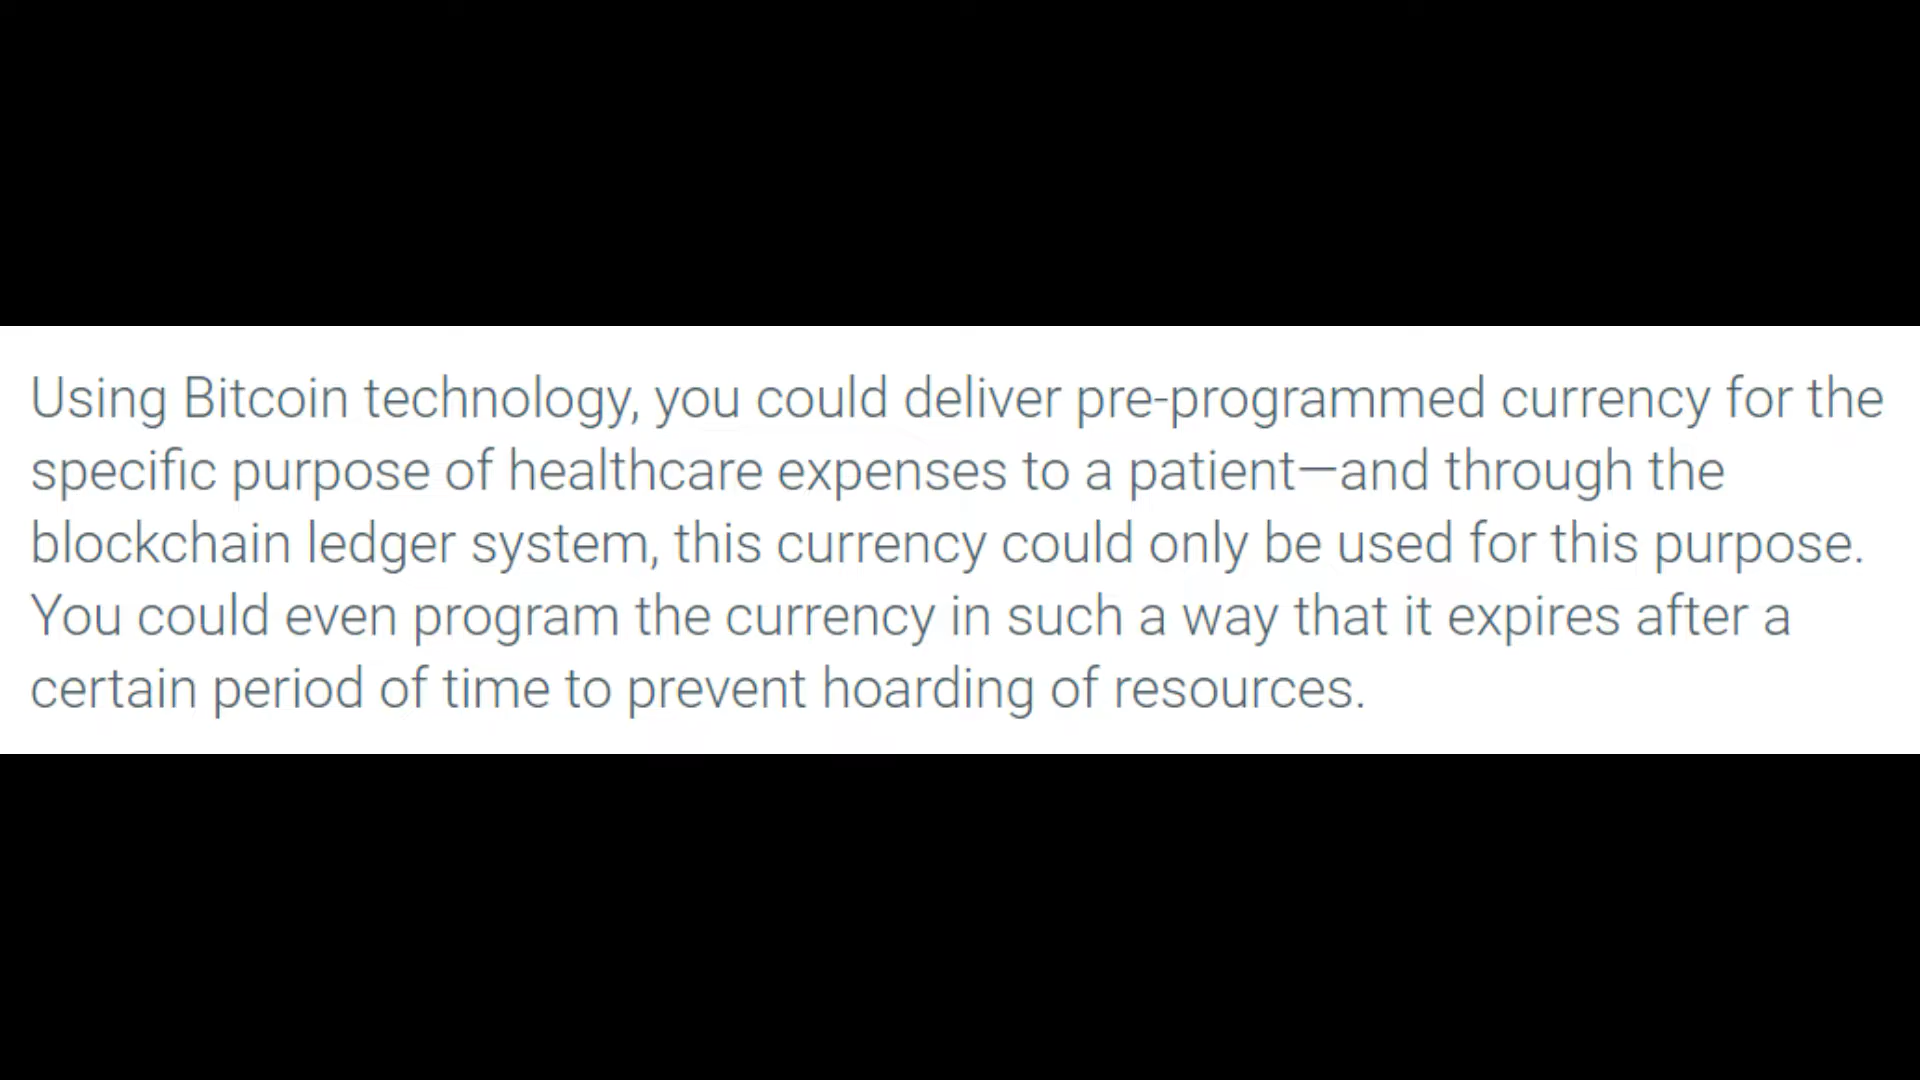 Using Bitcoin technology, you could deliver pre-programmed currency for the
specific purpose of healthcare expenses to a patient—and through the
blockchain ledger system, this currency could only be used for this purpose.
You could even program the currency in such a way that it expires after a
certain period of time to prevent hoarding of resources.